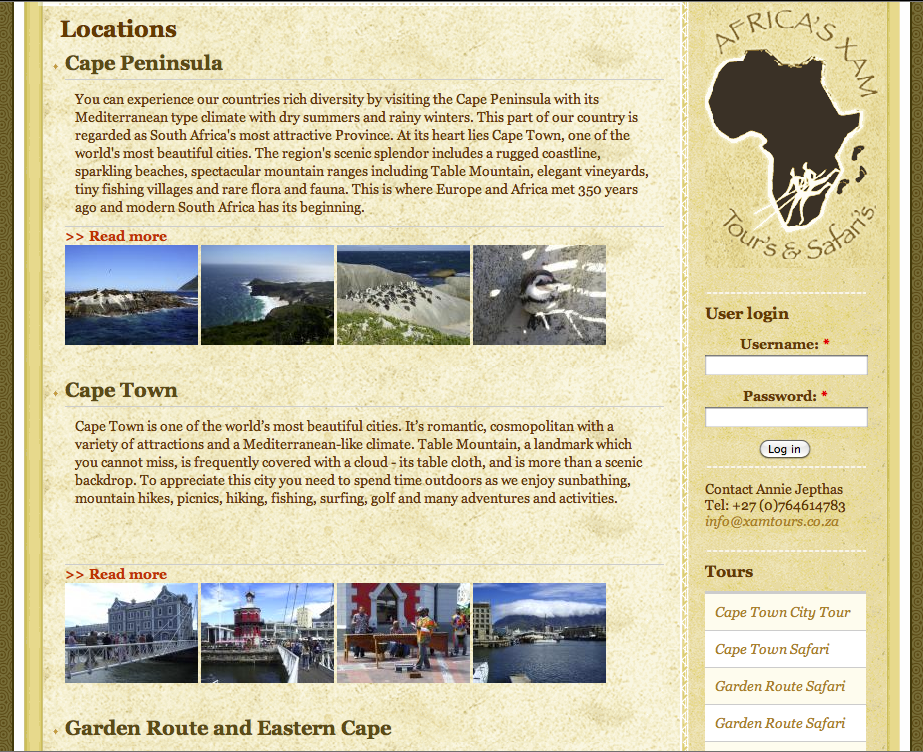 Locations
Cape Peninsula
You can experience our countries rich diversity by visiting the Cape Peninsula with its
Mediterranean type climate with dry summers and rainy winters. This part of our country is
regarded as South Africa's most attractive Province. At its heart lies Cape Town, one of the
world's most beautiful cities. The region's scenic splendor includes a rugged coastline,
sparkling beaches, spectacular mountain ranges including Table Mountain, elegant vineyards,
tiny fishing villages and rare flora and fauna. This is where Europe and Africa met 350 years
ago and modern South Africa has its beginning.
>> Read more
Cape Town
Cape Town is one of the world’s most beautiful cities. It’s romantic, cosmopolitan with a
variety of attractions and a Mediterranean-like climate. Table Mountain, a landmark which
you cannot miss, is frequently covered with a cloud - its table cloth, and is more than a scenic
backdrop. To appreciate this city you need to spend time outdoors as we enjoy sunbathing,
mountain hikes, picnics, hiking, fishing, surfing, golf and many adventures and activities.
>> Read more
Garden Route and Eastern Cape
AFRICA'S XAM
Tour's & Safari's
User login
Username: *
Password: *
Log in
Contact Annie Jepthas
Tel: +27 (0)764614783
info@xamtours.co.za
Tours
Cape Town City Tour
Cape Town Safari
Garden Route Safari
Garden Route Safari